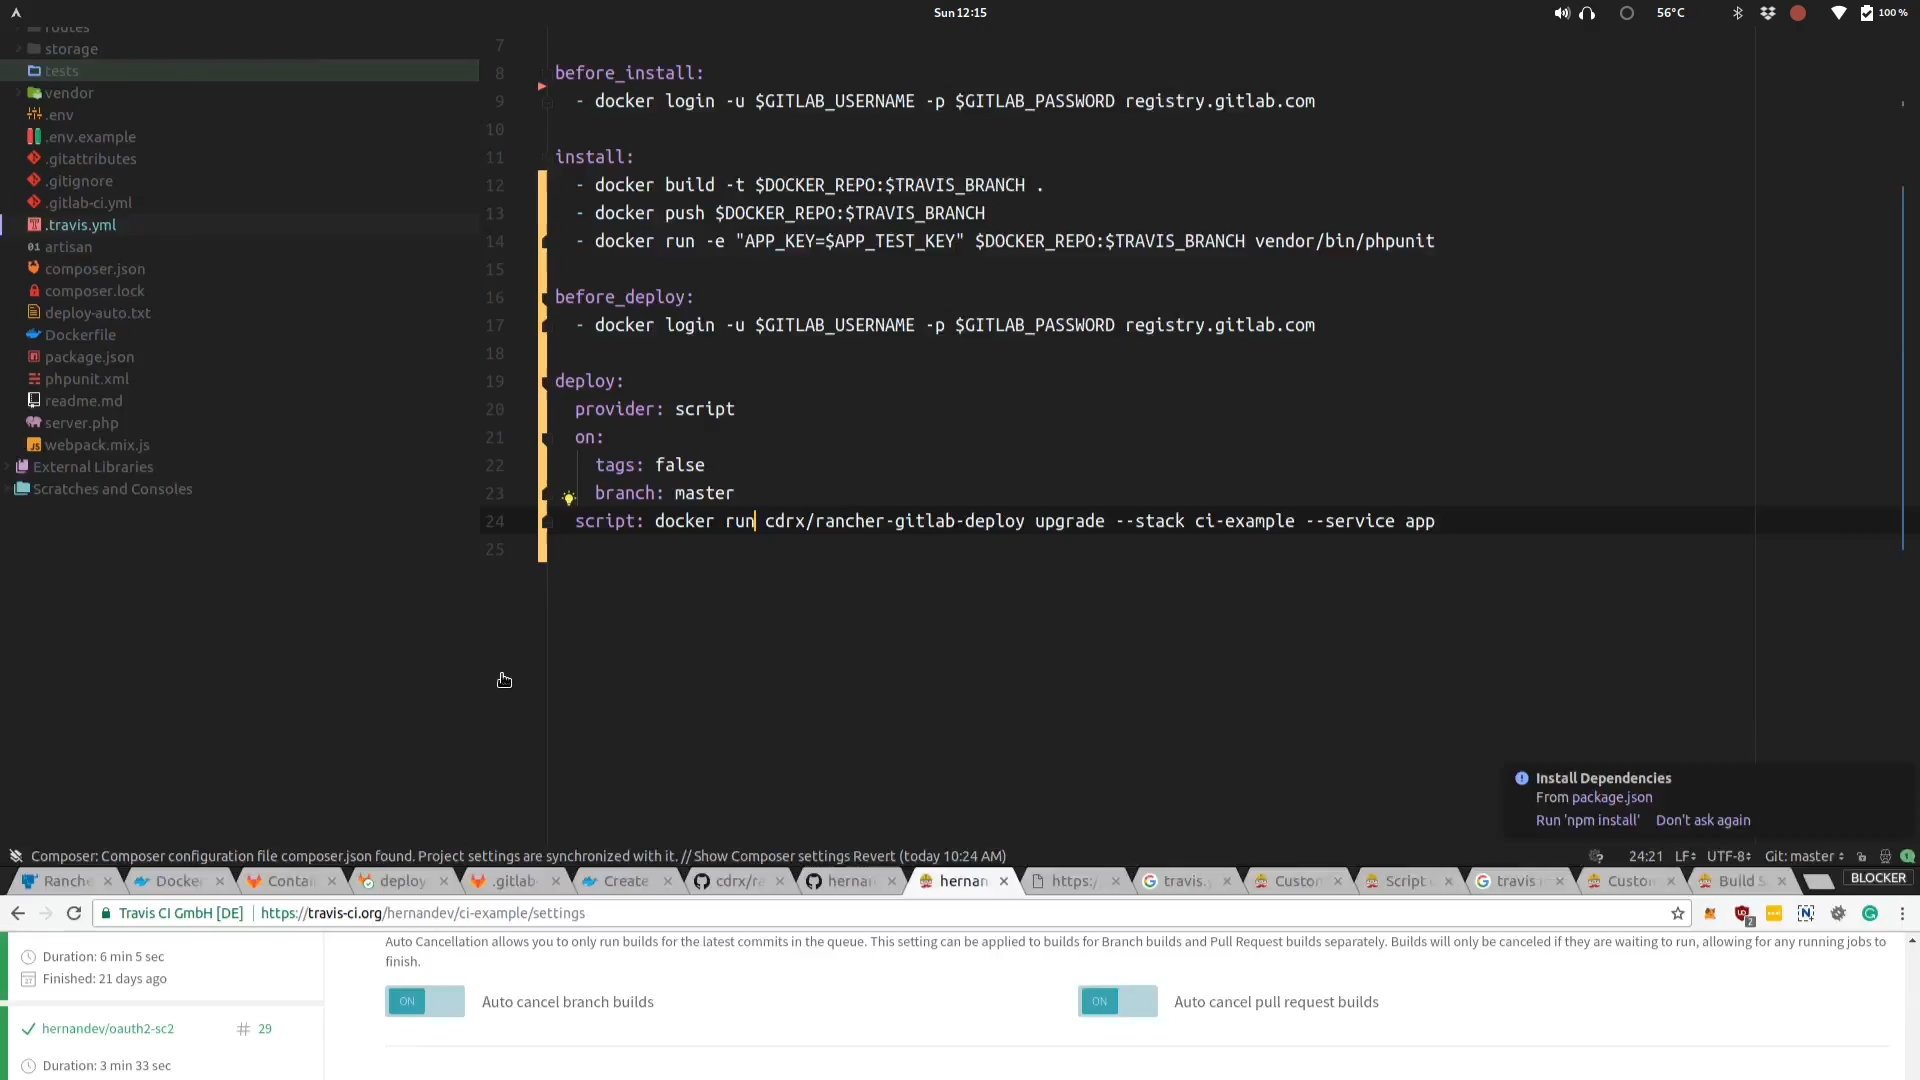 Sun 12:15
56°C
100 %
routes
storage
tests
vendor
.env
.env.example
.gitattributes
.gitignore
.gitlab-ci.yml
.travis.yml
artisan
composer.json
composer.lock
deploy-auto.txt
Dockerfile
package.json
phpunit.xml
readme.md
server.php
webpack.mix.js
External Libraries
Scratches and Consoles
7
8 before_install:
9 - docker login -u $GITLAB_USERNAME -p $GITLAB_PASSWORD registry.gitlab.com
10
11 install:
12 - docker build -t $DOCKER_REPO:$TRAVIS_BRANCH .
13 - docker push $DOCKER_REPO:$TRAVIS_BRANCH
14 - docker run -e "APP_KEY=$APP_TEST_KEY" $DOCKER_REPO:$TRAVIS_BRANCH vendor/bin/phpunit
15
16 before_deploy:
17 - docker login -u $GITLAB_USERNAME -p $GITLAB_PASSWORD registry.gitlab.com
18
19 deploy:
20 provider: script
21 on:
22 tags: false
23 branch: master
24 script: docker run cdrx/rancher-gitlab-deploy upgrade --stack ci-example --service app
25
Install Dependencies
From package.json
Run 'npm install' Don't ask again
Composer: Composer configuration file composer.json found. Project settings are synchronized with it. // Show Composer settings Revert (today 10:24 AM)
24:21 LF UTF-8 Git: master
Ranche Docke Contai deploy .gitlab- Create cdrx/ra hernan hernan https:/ travis. Custon Script travis Custo Build S BLOCKER
Travis CI GmbH [DE] https://travis-ci.org/hernandev/ci-example/settings
Duration: 6 min 5 sec
Finished: 21 days ago
hernandev/oauth2-sc2 # 29
Duration: 3 min 33 sec
Auto Cancellation allows you to only run builds for the latest commits in the queue. This setting can be applied to builds for Branch builds and Pull Request builds separately. Builds will only be canceled if they are waiting to run, allowing for any running jobs to
finish.
ON Auto cancel branch builds
ON Auto cancel pull request builds